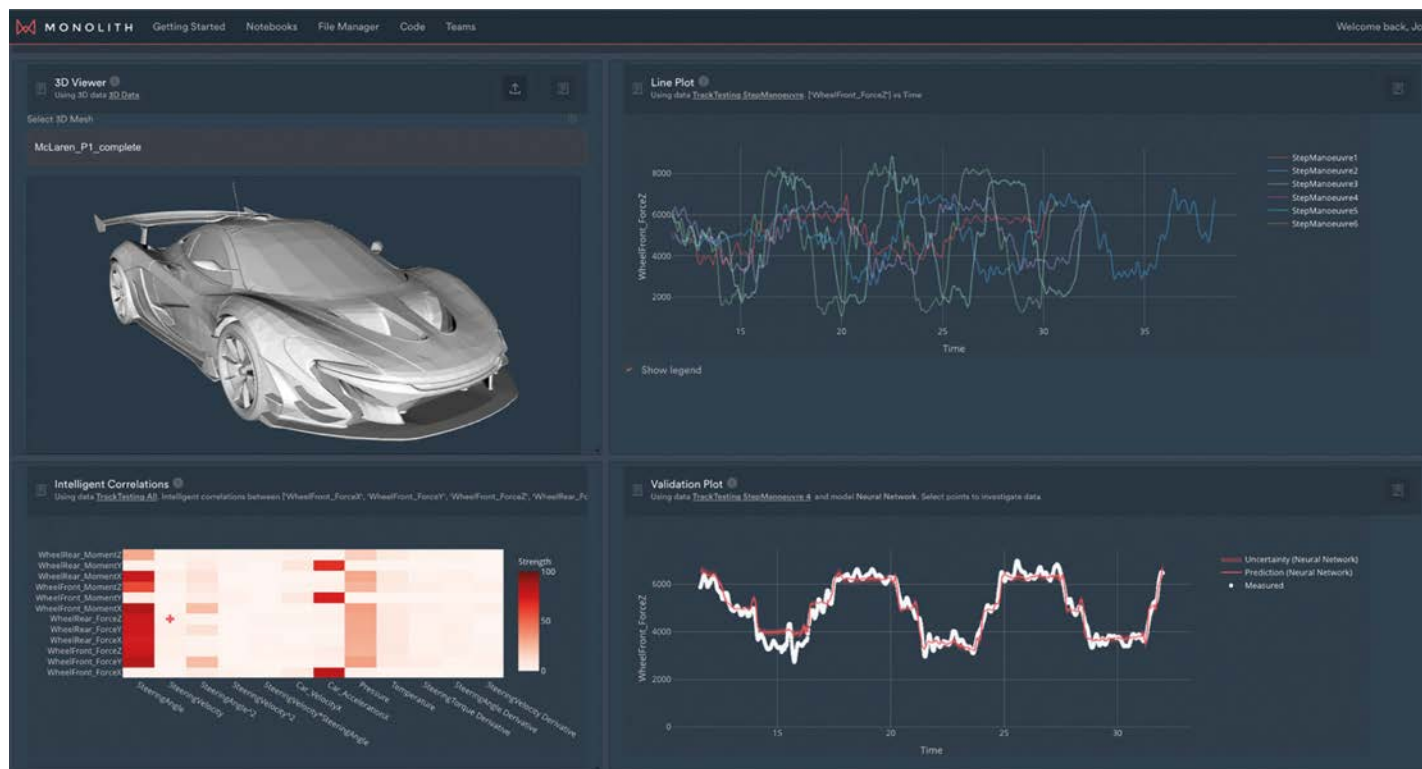 MONOLITH Getting Started Notebooks File Manager Code Teams Welcome back, Jo
3D Viewer
Using 3D data 3D Data
Select 3D Mesh
McLaren_P1_complete
Line Plot
Using data TrackTesting StepManoeuvre. ['WheelFront_ForceZ'] vs Time
WheelFront_ForceZ
8000
6000
4000
2000
15 20 25 30 35
Time
StepManoeuvre1
StepManoeuvre2
StepManoeuvre3
StepManoeuvre4
StepManoeuvre5
StepManoeuvre6
Show legend
Intelligent Correlations
Using data TrackTesting All. Intelligent correlations between ['WheelFront_ForceX', 'WheelFront_ForceY', 'WheelFront_ForceZ', 'WheelRear_Fo
WheelRear_MomentZ
WheelRear_MomentY
WheelRear_MomentX
WheelFront_MomentZ
WheelFront_MomentY
WheelFront_MomentX
WheelRear_ForceZ
WheelRear_ForceY
WheelRear_ForceX
WheelFront_ForceZ
WheelFront_ForceY
WheelFront_ForceX
SteeringAngle
SteeringVelocity
SteeringAngle^2
SteeringVelocity^2
SteeringVelocity*SteeringAngle
Car_VelocityX
Car_AccelerationX
Pressure
Temperature
SteeringTorque Derivative
SteeringAngle Derivative
SteeringVelocity Derivative
Strength
100
50
0
Validation Plot
Using data TrackTesting StepManoeuvre 4 and model Neural Network. Select points to investigate data
WheelFront_ForceZ
6000
4000
2000
0
15 20 25 30
Time
Uncertainty (Neural Network)
Prediction (Neural Network)
Measured